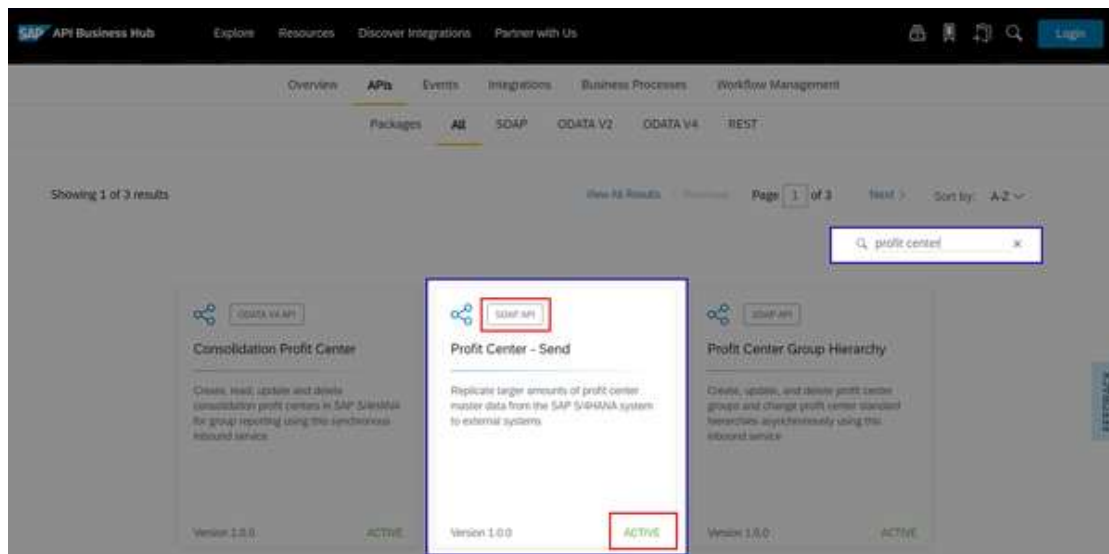 SAP API Business Hub Explore Resources Discover Integrations Partner with Us Login
Overview APIs Events Integrations Business Processes Workflow Management
Packages All SOAP ODATA V2 ODATA V4 REST
Showing 1 of 3 results View All Results Previous Page 1 of 3 Next > Sort by: A-Z
profit center
ODATA V4 API
Consolidation Profit Center
Create, read, update and delete
consolidation profit centers in SAP S/4HANA
for group reporting using this synchronous
inbound service
Version 1.0.0 ACTIVE
SOAP API
Profit Center - Send
Replicate larger amounts of profit center
master data from the SAP S/4HANA system
to external systems
Version 1.0.0 ACTIVE
SOAP API
Profit Center Group Hierarchy
Create, update, and delete profit center
groups and change profit center standard
hierarchies asynchronously using this
inbound service
Version 1.0.0 ACTIVE
FEEDBACK